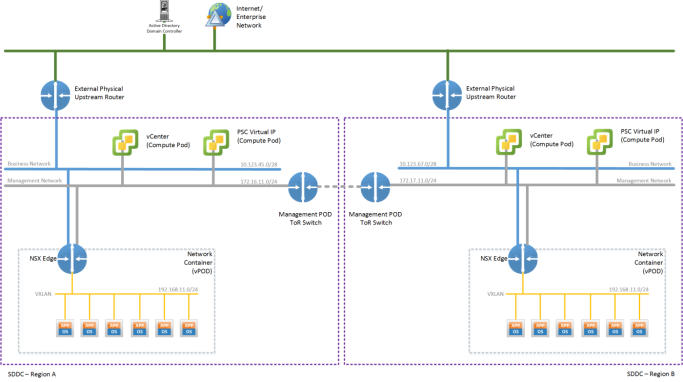 Active Directory
Domain Controller
Internet/
Enterprise
Network
External Physical
Upstream Router
External Physical
Upstream Router
vCenter
(Compute Pod)
PSC Virtual IP
(Compute Pod)
Business Network
10.123.45.0/28
Management Network
172.16.11.0/24
Management POD
ToR Switch
NSX Edge
Network
Container
(vPOD)
VXLAN
192.168.11.0/24
APP
OS
APP
OS
APP
OS
APP
OS
APP
OS
APP
OS
SDDC – Region A
vCenter
(Compute Pod)
PSC Virtual IP
(Compute Pod)
10.123.67.0/28
Business Network
172.17.11.0/24
Management Network
Management POD
ToR Switch
NSX Edge
Network
Container
(vPOD)
VXLAN
192.168.11.0/24
APP
OS
APP
OS
APP
OS
APP
OS
APP
OS
APP
OS
SDDC – Region B